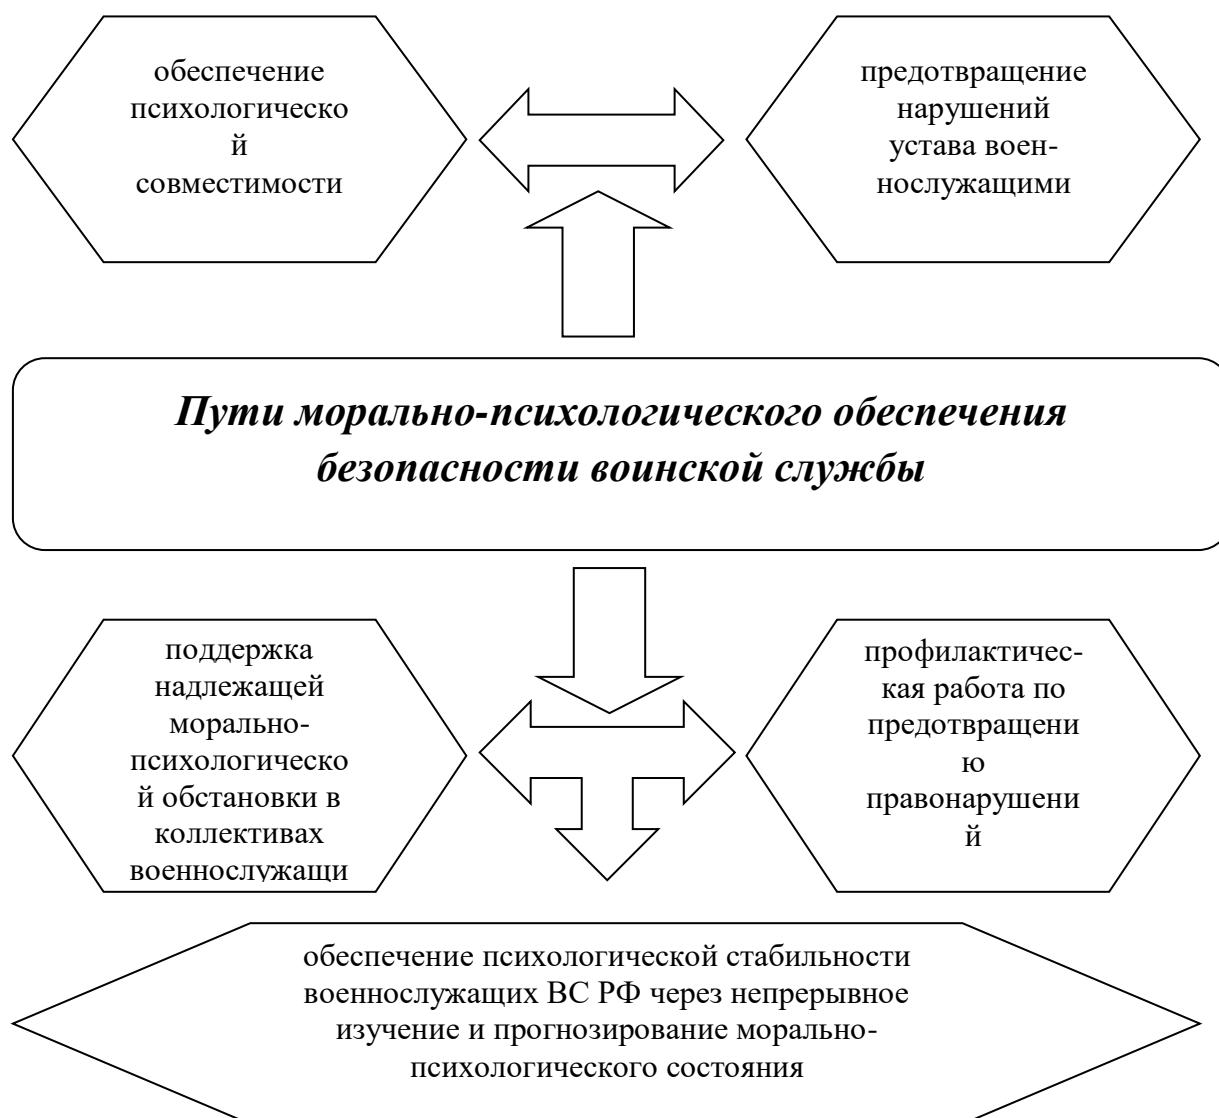 обеспечение
психологическо
й
совместимости
предотвращение
нарушений
устава воен-
нослужащими
Пути морально-психологического обеспечения
безопасности воинской службы
поддержка
надлежащей
морально-
психологическо
й обстановки в
коллективах
военнослужащи
профилактичес-
кая работа по
предотвращени
ю
правонарушени
й
обеспечение психологической стабильности
военнослужащих ВС РФ через непрерывное
изучение и прогнозирование морально-
психологического состояния